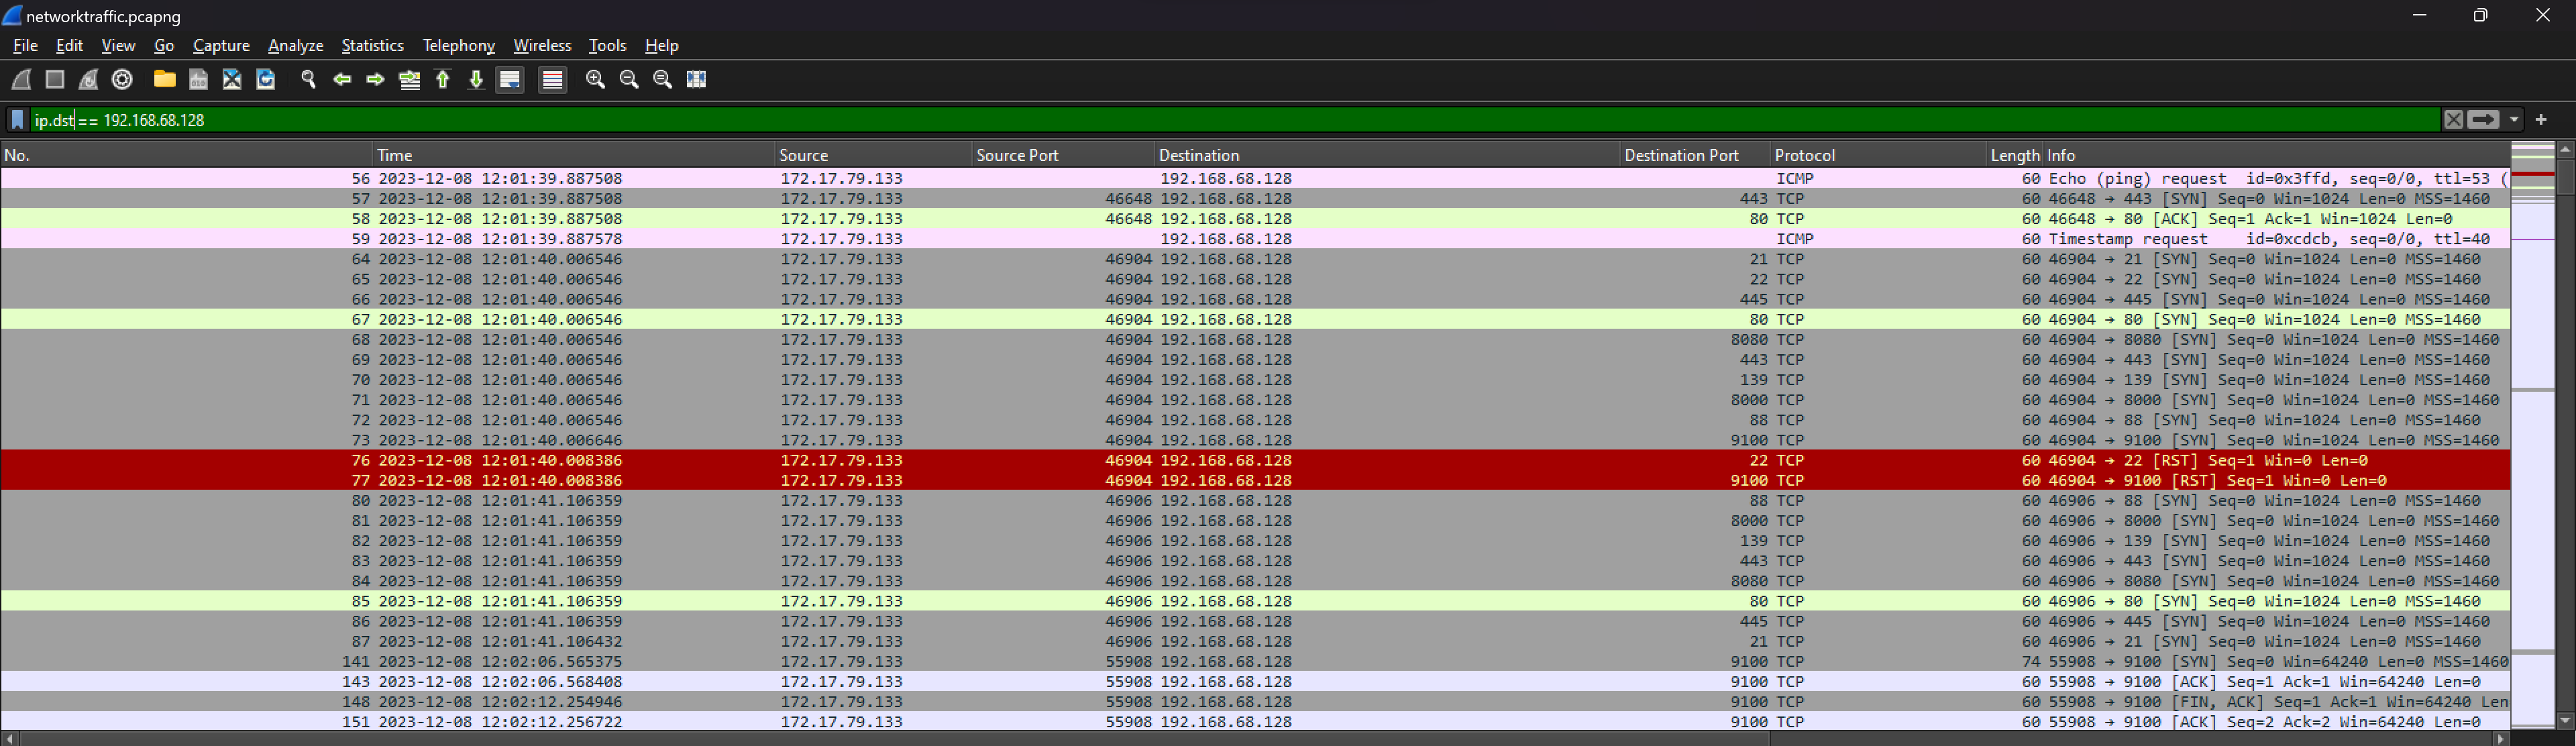 networktraffic.pcapng
File Edit View Go Capture Analyze Statistics Telephony Wireless Tools Help
ip.dst == 192.168.68.128
No. Time Source Source Port Destination Destination Port Protocol Length Info
56 2023-12-08 12:01:39.887508 172.17.79.133 192.168.68.128 ICMP 60 Echo (ping) request id=0x3ffd, seq=0/0, ttl=53 (
57 2023-12-08 12:01:39.887508 172.17.79.133 46648 192.168.68.128 443 TCP 60 46648 → 443 [SYN] Seq=0 Win=1024 Len=0 MSS=1460
58 2023-12-08 12:01:39.887508 172.17.79.133 46648 192.168.68.128 80 TCP 60 46648 → 80 [ACK] Seq=1 Ack=1 Win=1024 Len=0
59 2023-12-08 12:01:39.887578 172.17.79.133 192.168.68.128 ICMP 60 Timestamp request id=0xcdcb, seq=0/0, ttl=40
64 2023-12-08 12:01:40.006546 172.17.79.133 46904 192.168.68.128 21 TCP 60 46904 → 21 [SYN] Seq=0 Win=1024 Len=0 MSS=1460
65 2023-12-08 12:01:40.006546 172.17.79.133 46904 192.168.68.128 22 TCP 60 46904 → 22 [SYN] Seq=0 Win=1024 Len=0 MSS=1460
66 2023-12-08 12:01:40.006546 172.17.79.133 46904 192.168.68.128 445 TCP 60 46904 → 445 [SYN] Seq=0 Win=1024 Len=0 MSS=1460
67 2023-12-08 12:01:40.006546 172.17.79.133 46904 192.168.68.128 80 TCP 60 46904 → 80 [SYN] Seq=0 Win=1024 Len=0 MSS=1460
68 2023-12-08 12:01:40.006546 172.17.79.133 46904 192.168.68.128 8080 TCP 60 46904 → 8080 [SYN] Seq=0 Win=1024 Len=0 MSS=1460
69 2023-12-08 12:01:40.006546 172.17.79.133 46904 192.168.68.128 443 TCP 60 46904 → 443 [SYN] Seq=0 Win=1024 Len=0 MSS=1460
70 2023-12-08 12:01:40.006546 172.17.79.133 46904 192.168.68.128 139 TCP 60 46904 → 139 [SYN] Seq=0 Win=1024 Len=0 MSS=1460
71 2023-12-08 12:01:40.006546 172.17.79.133 46904 192.168.68.128 8000 TCP 60 46904 → 8000 [SYN] Seq=0 Win=1024 Len=0 MSS=1460
72 2023-12-08 12:01:40.006546 172.17.79.133 46904 192.168.68.128 88 TCP 60 46904 → 88 [SYN] Seq=0 Win=1024 Len=0 MSS=1460
73 2023-12-08 12:01:40.006646 172.17.79.133 46904 192.168.68.128 9100 TCP 60 46904 → 9100 [SYN] Seq=0 Win=1024 Len=0 MSS=1460
76 2023-12-08 12:01:40.008386 172.17.79.133 46904 192.168.68.128 22 TCP 60 46904 → 22 [RST] Seq=1 Win=0 Len=0
77 2023-12-08 12:01:40.008386 172.17.79.133 46904 192.168.68.128 9100 TCP 60 46904 → 9100 [RST] Seq=1 Win=0 Len=0
80 2023-12-08 12:01:41.106359 172.17.79.133 46906 192.168.68.128 88 TCP 60 46906 → 88 [SYN] Seq=0 Win=1024 Len=0 MSS=1460
81 2023-12-08 12:01:41.106359 172.17.79.133 46906 192.168.68.128 8000 TCP 60 46906 → 8000 [SYN] Seq=0 Win=1024 Len=0 MSS=1460
82 2023-12-08 12:01:41.106359 172.17.79.133 46906 192.168.68.128 139 TCP 60 46906 → 139 [SYN] Seq=0 Win=1024 Len=0 MSS=1460
83 2023-12-08 12:01:41.106359 172.17.79.133 46906 192.168.68.128 443 TCP 60 46906 → 443 [SYN] Seq=0 Win=1024 Len=0 MSS=1460
84 2023-12-08 12:01:41.106359 172.17.79.133 46906 192.168.68.128 8080 TCP 60 46906 → 8080 [SYN] Seq=0 Win=1024 Len=0 MSS=1460
85 2023-12-08 12:01:41.106359 172.17.79.133 46906 192.168.68.128 80 TCP 60 46906 → 80 [SYN] Seq=0 Win=1024 Len=0 MSS=1460
86 2023-12-08 12:01:41.106359 172.17.79.133 46906 192.168.68.128 445 TCP 60 46906 → 445 [SYN] Seq=0 Win=1024 Len=0 MSS=1460
87 2023-12-08 12:01:41.106432 172.17.79.133 46906 192.168.68.128 21 TCP 60 46906 → 21 [SYN] Seq=0 Win=1024 Len=0 MSS=1460
141 2023-12-08 12:02:06.565375 172.17.79.133 55908 192.168.68.128 9100 TCP 74 55908 → 9100 [SYN] Seq=0 Win=64240 Len=0 MSS=1460
143 2023-12-08 12:02:06.568408 172.17.79.133 55908 192.168.68.128 9100 TCP 60 55908 → 9100 [ACK] Seq=1 Ack=1 Win=64240 Len=0
148 2023-12-08 12:02:12.254946 172.17.79.133 55908 192.168.68.128 9100 TCP 60 55908 → 9100 [FIN, ACK] Seq=1 Ack=1 Win=64240 Len
151 2023-12-08 12:02:12.256722 172.17.79.133 55908 192.168.68.128 9100 TCP 60 55908 → 9100 [ACK] Seq=2 Ack=2 Win=64240 Len=0